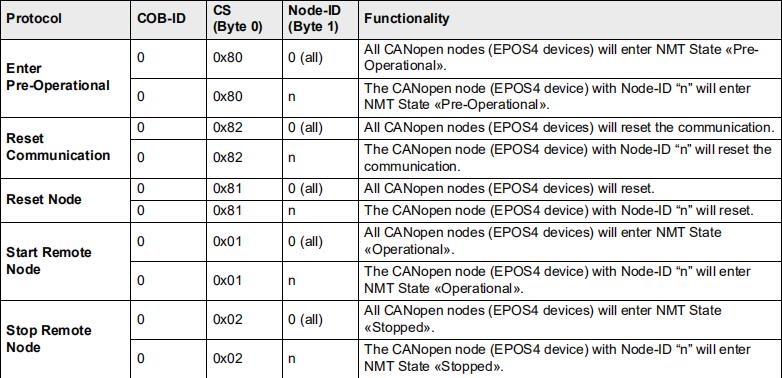 Protocol COB-ID CS (Byte 0) Node-ID (Byte 1) Functionality
Enter
Pre-Operational
0 0x80 0 (all) All CANopen nodes (EPOS4 devices) will enter NMT State «Pre-
Operational».
0 0x80 n The CANopen node (EPOS4 device) with Node-ID “n” will enter
NMT State «Pre-Operational».
Reset
Communication
0 0x82 0 (all) All CANopen nodes (EPOS4 devices) will reset the communication.
0 0x82 n The CANopen node (EPOS4 device) with Node-ID “n” will reset the
communication.
Reset Node
0 0x81 0 (all) All CANopen nodes (EPOS4 devices) will reset.
0 0x81 n The CANopen node (EPOS4 device) with Node-ID “n” will reset.
Start Remote
Node
0 0x01 0 (all) All CANopen nodes (EPOS4 devices) will enter NMT State
«Operational».
0 0x01 n The CANopen node (EPOS4 device) with Node-ID “n” will enter
NMT State «Operational».
Stop Remote
Node
0 0x02 0 (all) All CANopen nodes (EPOS4 devices) will enter NMT State
«Stopped».
0 0x02 n The CANopen node (EPOS4 device) with Node-ID “n” will enter
NMT State «Stopped».